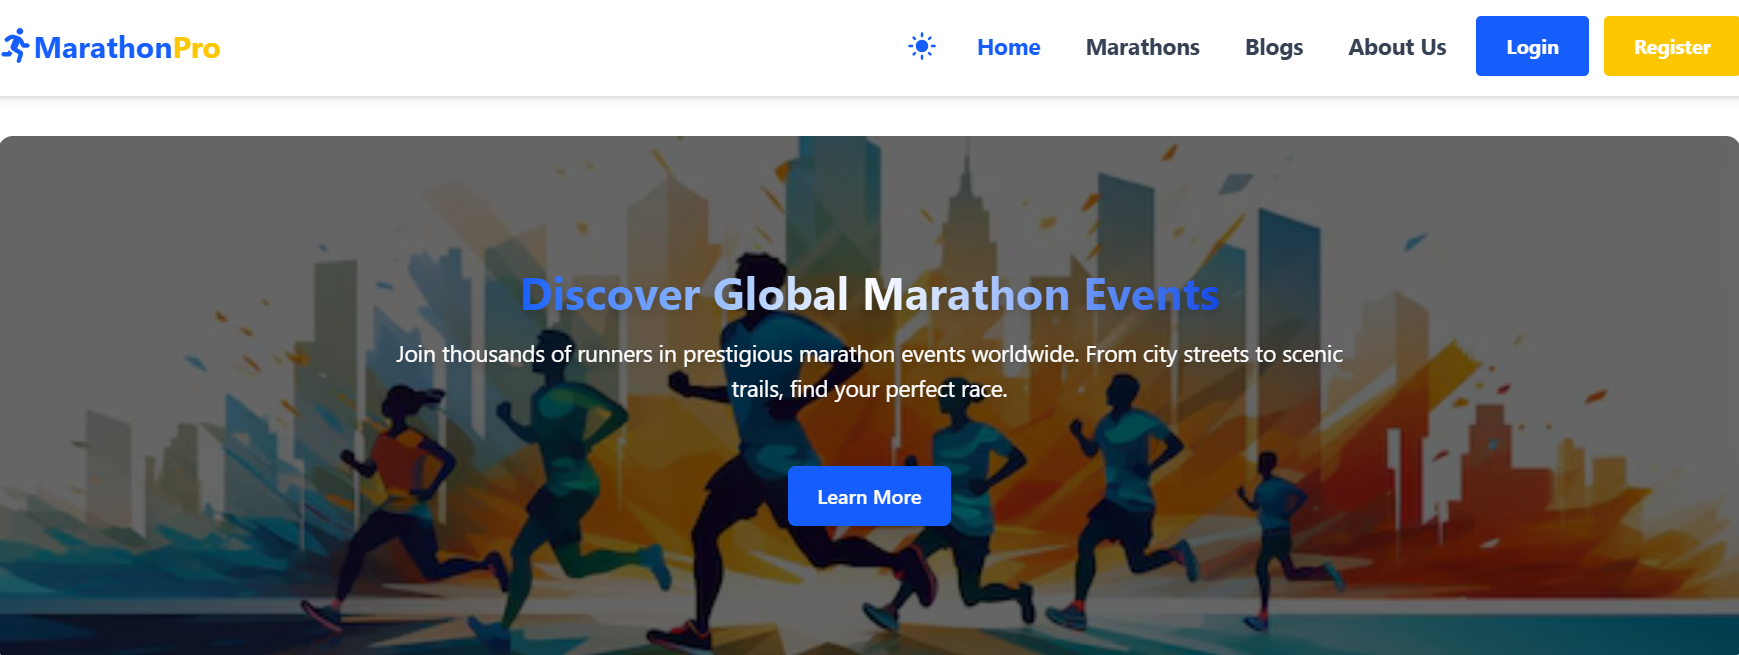 MarathonPro
Home
Marathons
Blogs
About Us
Login
Register
Discover Global Marathon Events
Join thousands of runners in prestigious marathon events worldwide. From city streets to scenic
trails, find your perfect race.
Learn More